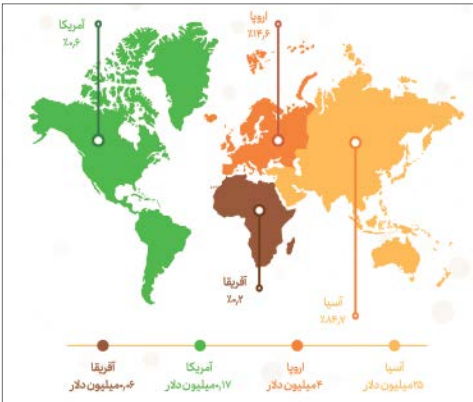 آمریکا
٪۰٫۶
اروپا
٪۱۴٫۶
آفریقا
٪۰٫۲
آسیا
٪۸۴٫۷
آسیا
۲۵میلیون دلار
اروپا
۴میلیون دلار
آمریکا
۰٫۱۷میلیون دلار
آفریقا
۰٫۰۶میلیون دلار